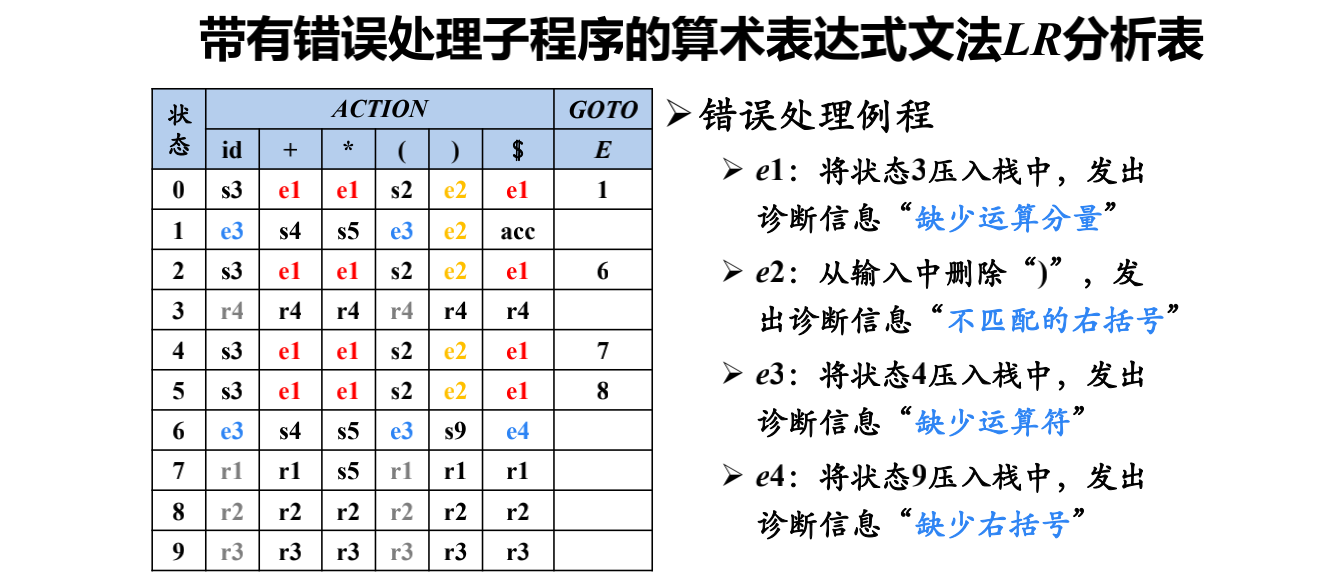 带有错误处理子程序的算术表达式文法LR分析表
状态 ACTION GOTO
id + * ( ) $ E
0 s3 e1 e1 s2 e2 e1 1
1 e3 s4 s5 e3 e2 acc
2 s3 e1 e1 s2 e2 e1 6
3 r4 r4 r4 r4 r4 r4
4 s3 e1 e1 s2 e2 e1 7
5 s3 e1 e1 s2 e2 e1 8
6 e3 s4 s5 e3 s9 e4
7 r1 r1 s5 r1 r1 r1
8 r2 r2 r2 r2 r2 r2
9 r3 r3 r3 r3 r3 r3
➢错误处理例程
➢ e1：将状态3压入栈中，发出
诊断信息“缺少运算分量”
➢ e2：从输入中删除“)”，发
出诊断信息“不匹配的右括号”
➢ e3：将状态4压入栈中，发出
诊断信息“缺少运算符”
➢ e4：将状态9压入栈中，发出
诊断信息“缺少右括号”